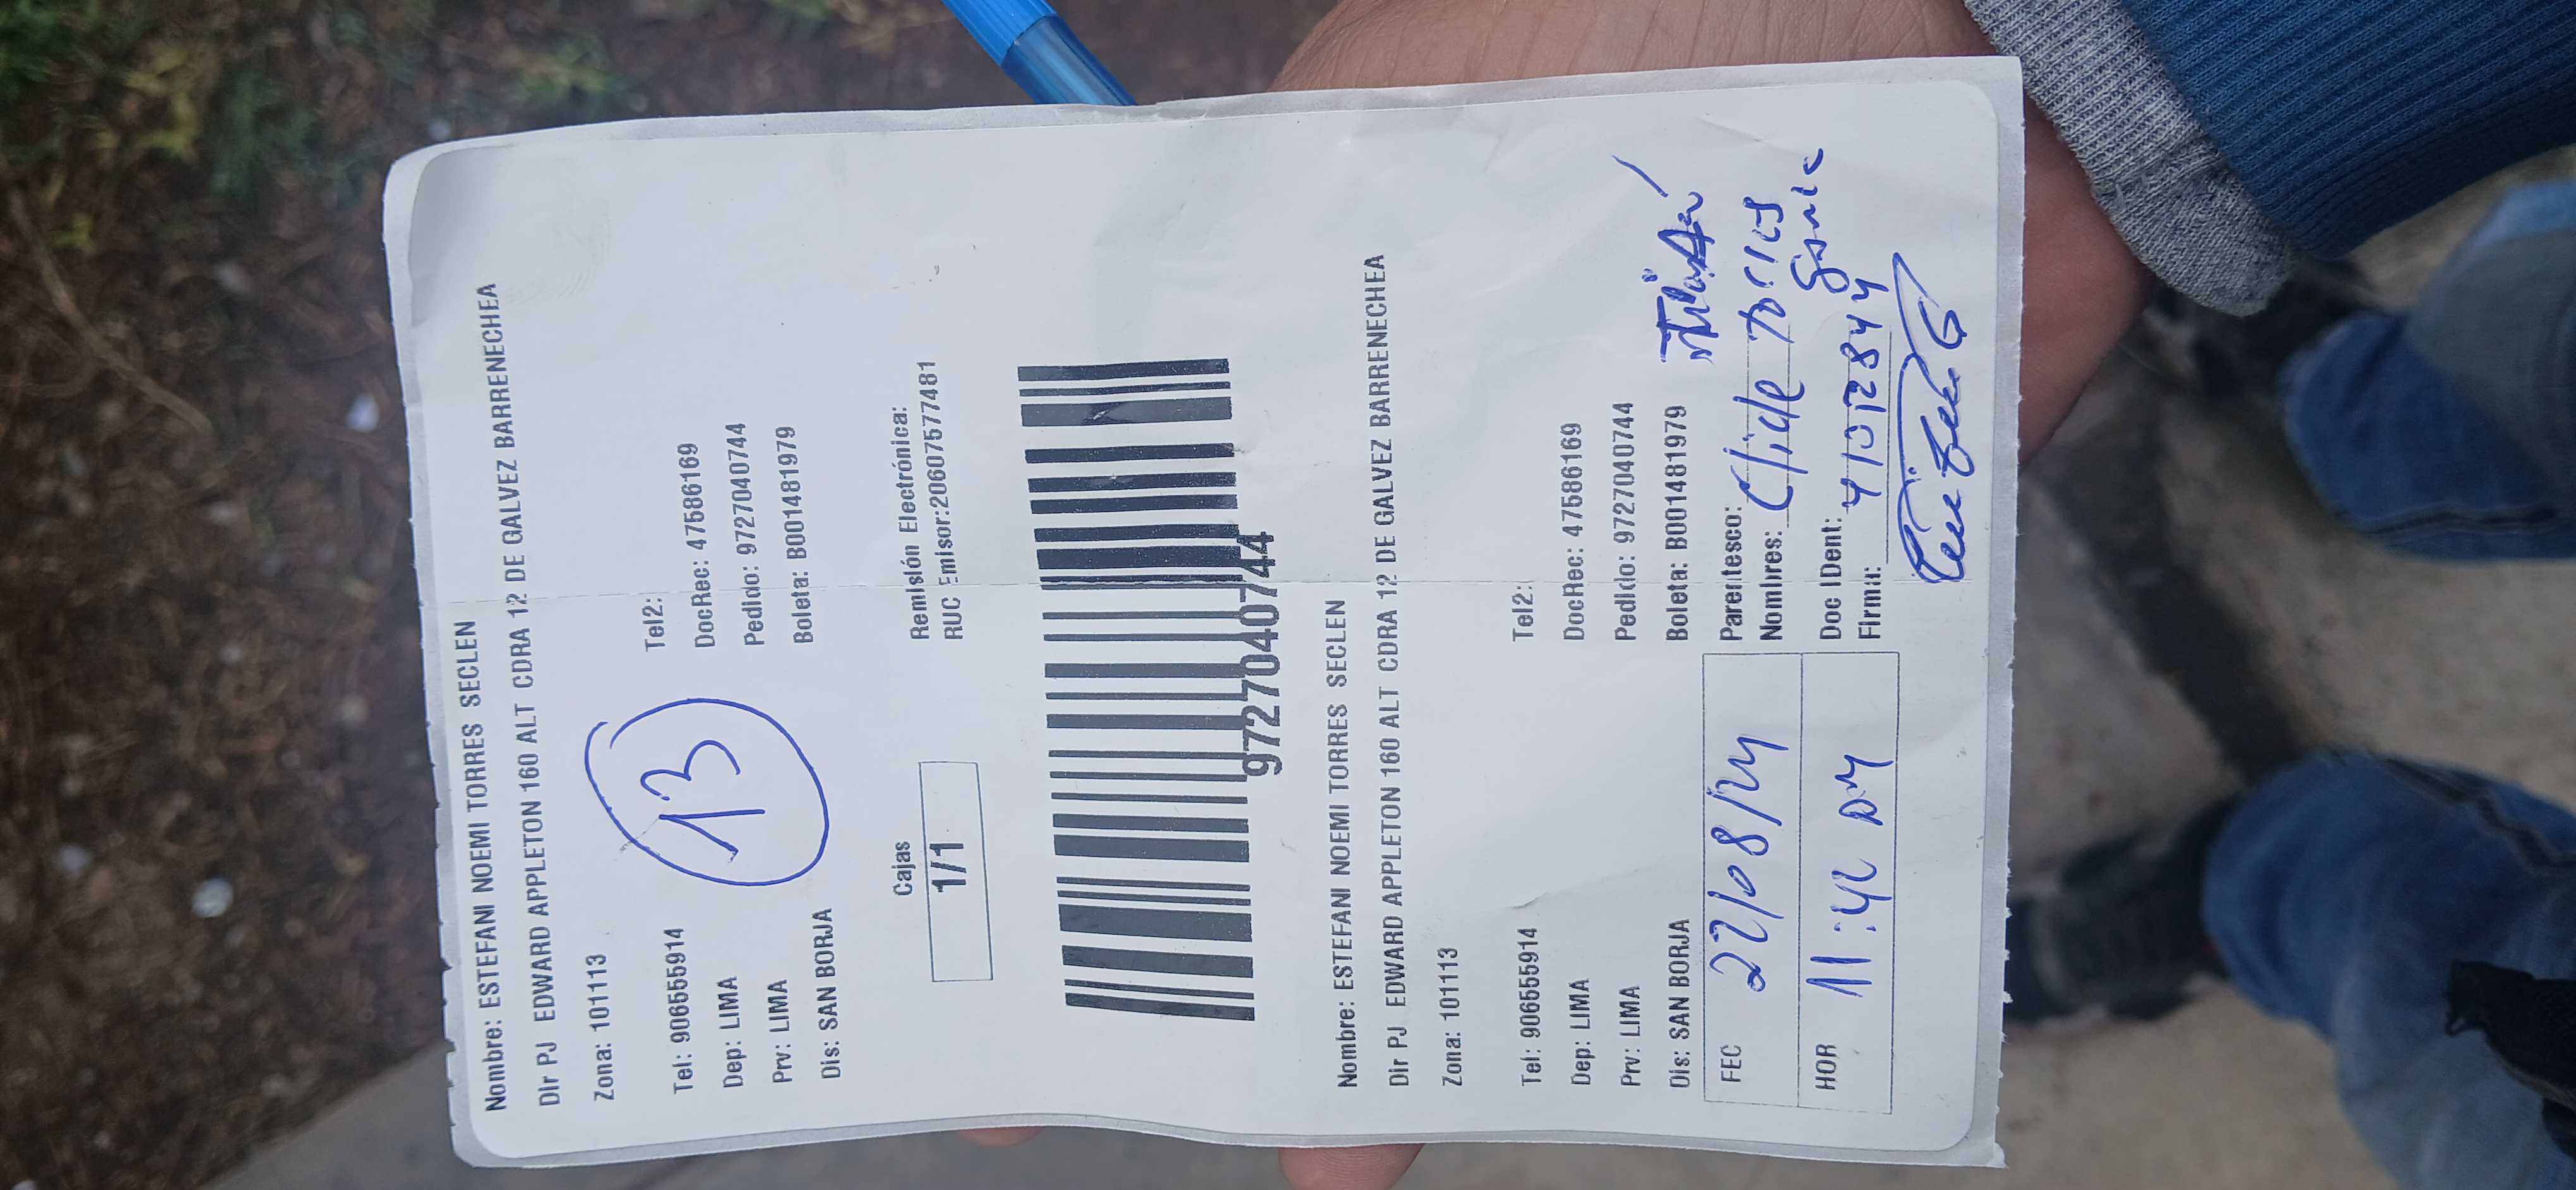 Nombre: ESTEFANI NOEMI TORRES SECLEN
Dir PJ EDWARD APPLETON 160 ALT CDRA 12 DE GALVEZ BARRENECHEA
Zona: 101113
Tel: 906555914 Tel2:
Dep: LIMA DocRec: 47586169
Prv: LIMA Pedido: 9727040744
Dis: SAN BORJA Boleta: B001481979
13
Cajas Remisión Electrónica:
1/1 RUC Emisor:20607577481
9727040744
Nombre: ESTEFANI NOEMI TORRES SECLEN
Dir PJ EDWARD APPLETON 160 ALT CDRA 12 DE GALVEZ BARRENECHEA
Zona: 101113
Tel: 906555914 Tel2:
Dep: LIMA DocRec: 47586169
Prv: LIMA Pedido: 9727040744
Dis: SAN BORJA Boleta: B001481979
FEC 22/08/24 Parentesco:
Nombres: Torres
HOR 11:42 AM Doc IDent: 41012844
Firma: